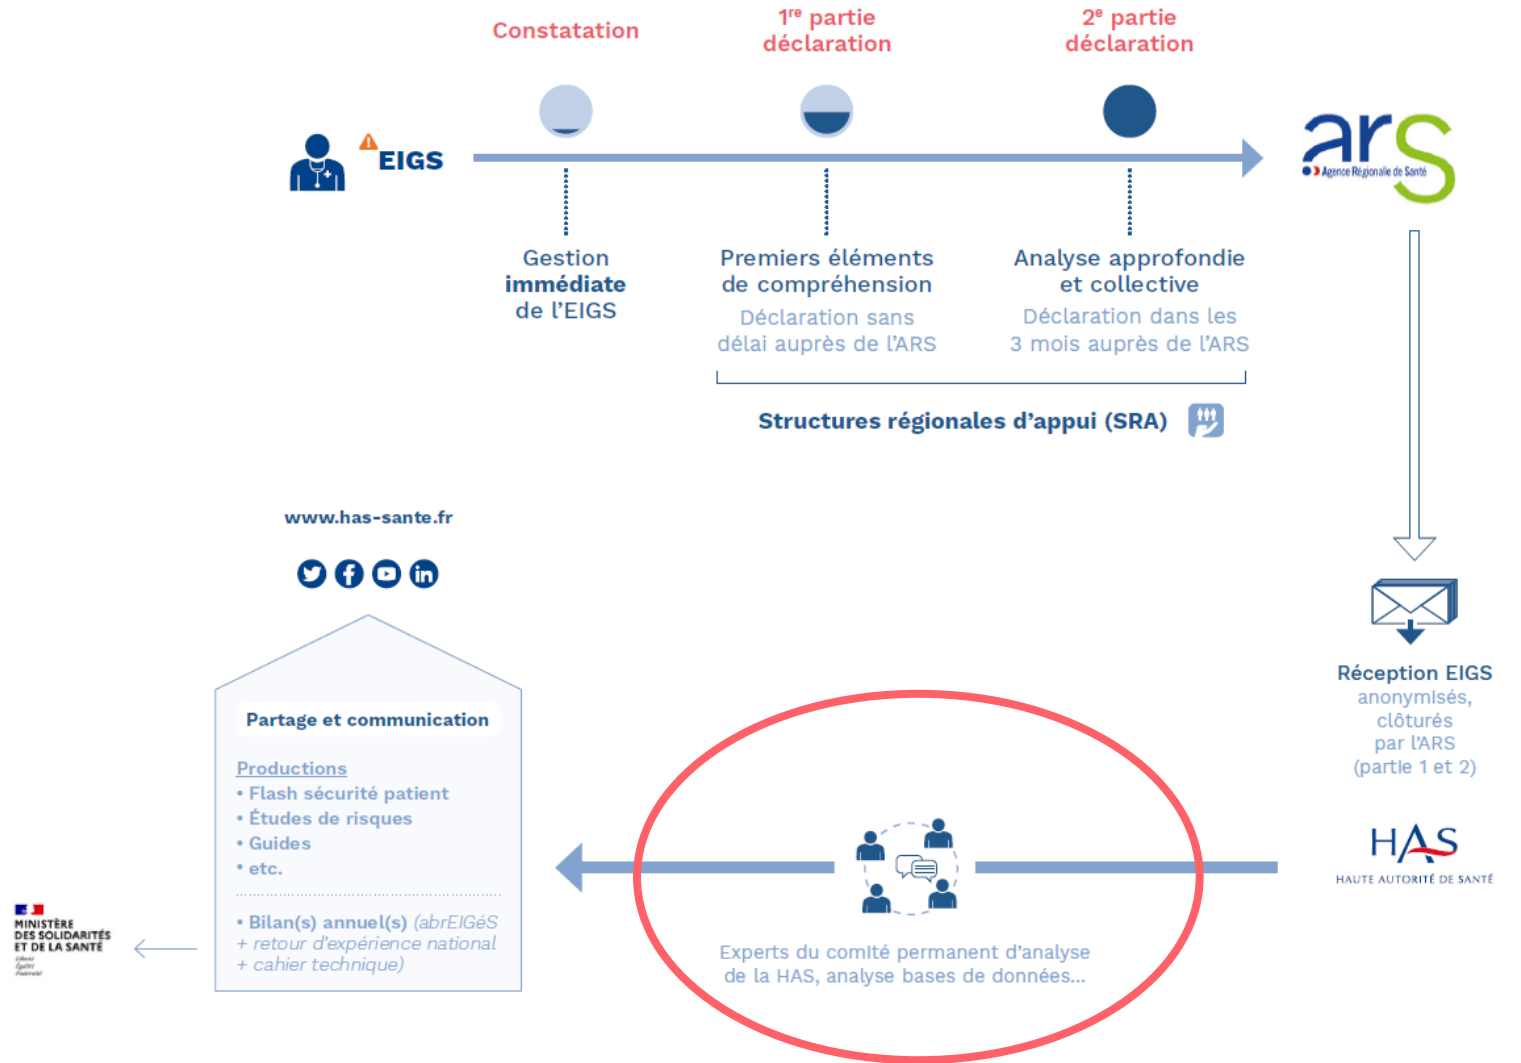 Constatation
1re partie
déclaration
2e partie
déclaration
EIGS
ars
Agence Régionale de Santé
Gestion
immédiate
de l'EIGS
Premiers éléments
de compréhension
Déclaration sans
délai auprès de l'ARS
Analyse approfondie
et collective
Déclaration dans les
3 mois auprès de l'ARS
Structures régionales d'appui (SRA)
www.has-sante.fr
Réception EIGS
anonymisés,
clôturés
par l'ARS
(partie 1 et 2)
HAS
HAUTE AUTORITÉ DE SANTÉ
Partage et communication
Productions
• Flash sécurité patient
• Études de risques
• Guides
• etc.
• Bilan(s) annuel(s) (abrEIGéS
+ retour d'expérience national
+ cahier technique)
Experts du comité permanent d'analyse
de la HAS, analyse bases de données...
MINISTÈRE
DES SOLIDARITÉS
ET DE LA SANTÉ
Liberté
Égalité
Fraternité